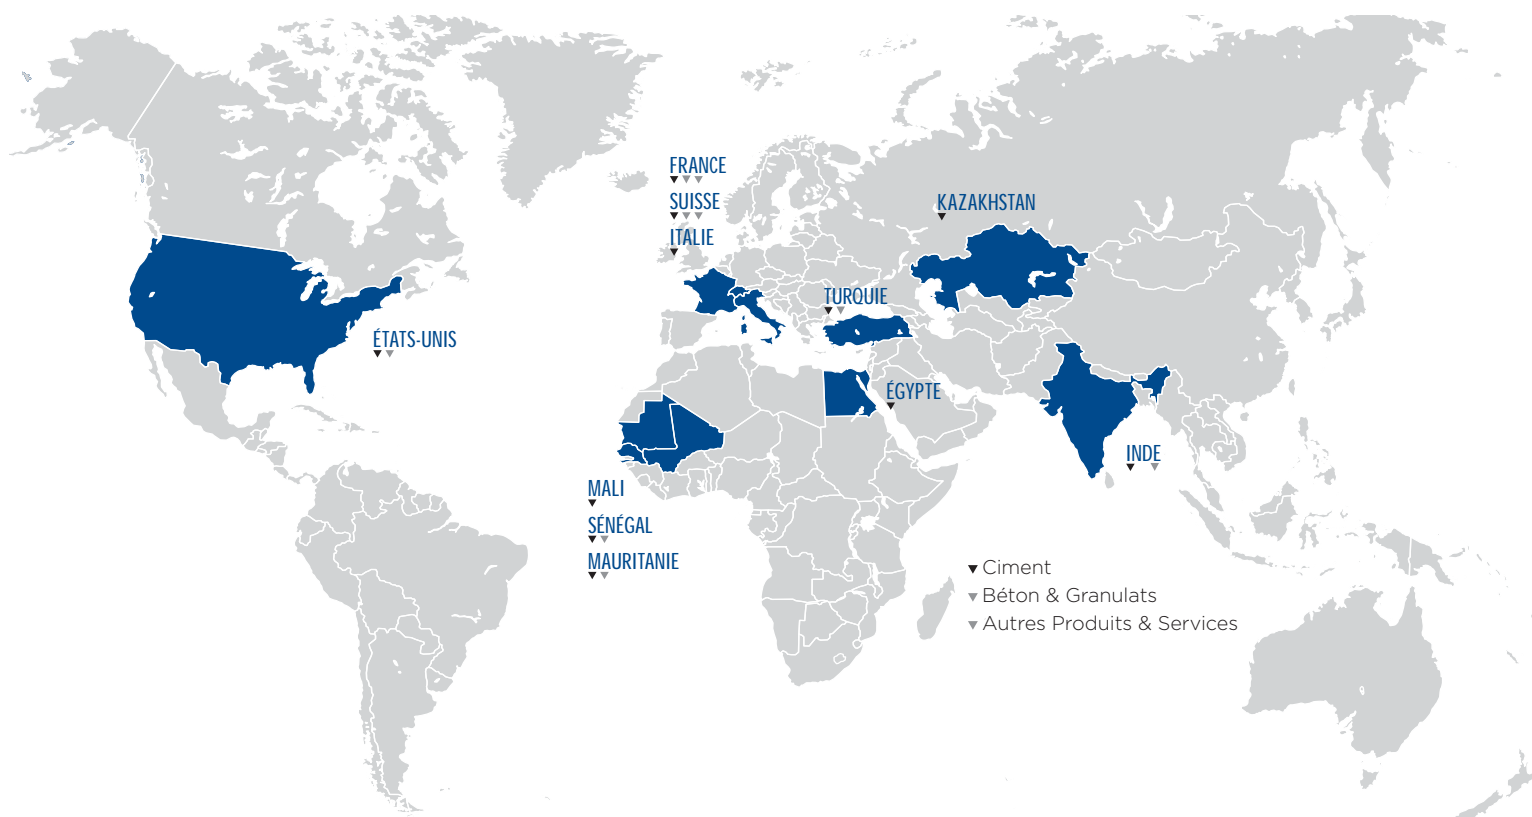 FRANCE
SUISSE
ITALIE
KAZAKHSTAN
TURQUIE
ÉTATS-UNIS
ÉGYPTE
INDE
MALI
SÉNÉGAL
MAURITANIE
Ciment
Béton & Granulats
Autres Produits & Services